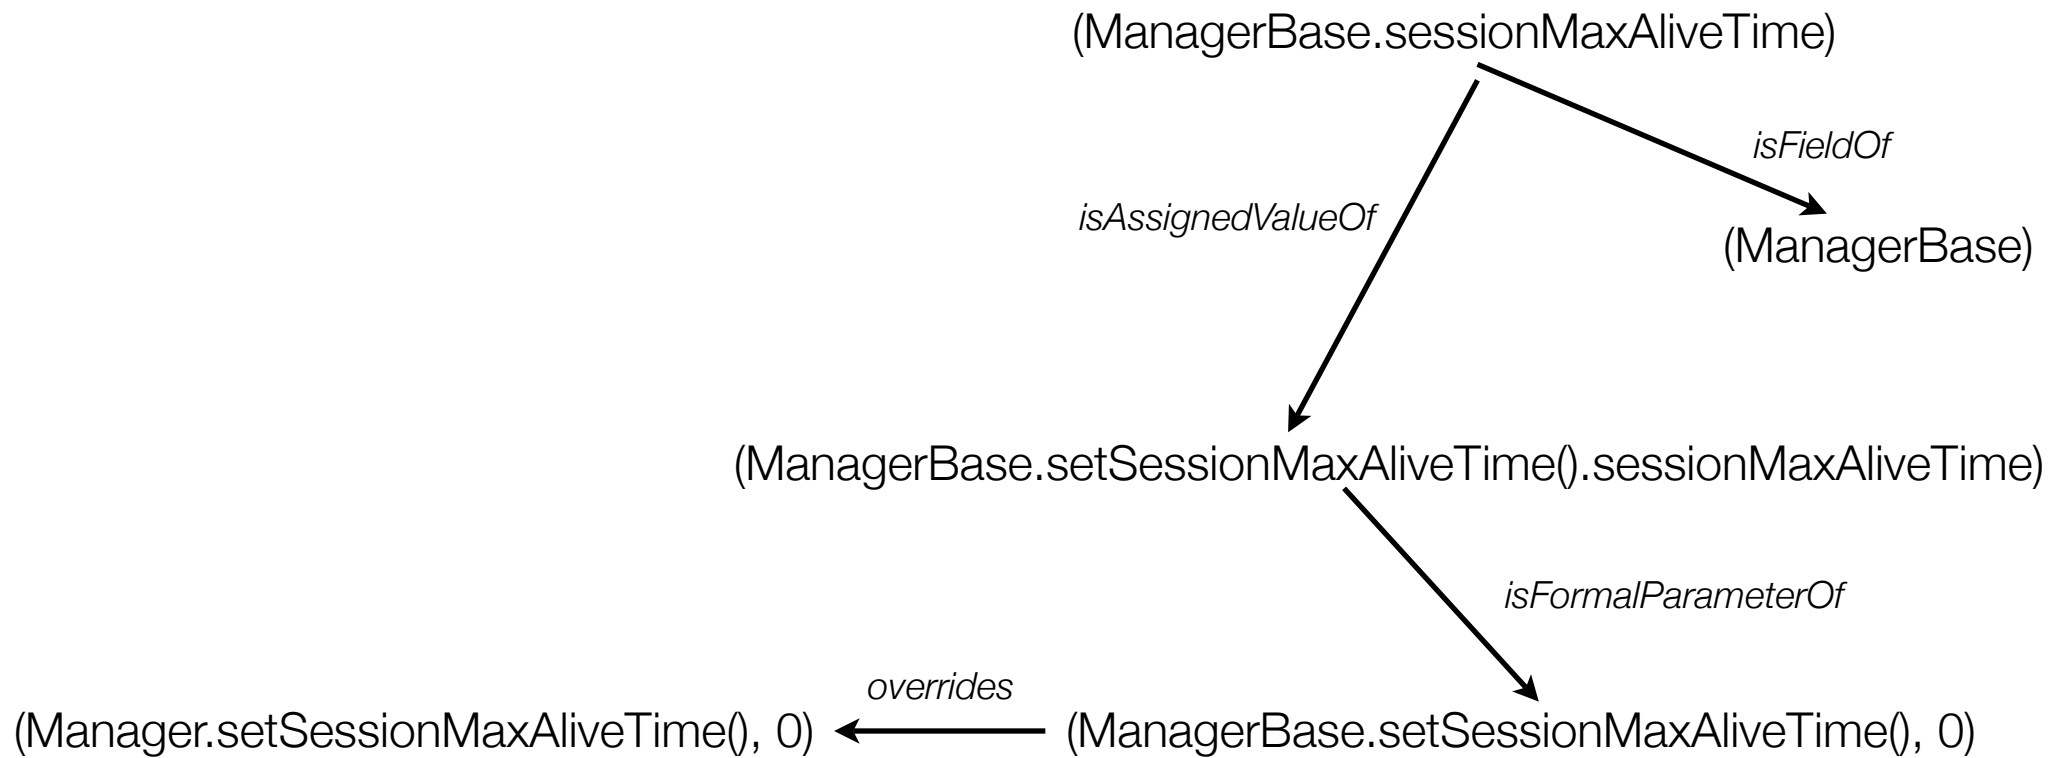 (ManagerBase.sessionMaxAliveTime)
isFieldOf
isAssignedValueOf
(ManagerBase)
(ManagerBase.setSessionMaxAliveTime().sessionMaxAliveTime)
isFormalParameterOf
overrides
(Manager.setSessionMaxAliveTime(), 0)
(ManagerBase.setSessionMaxAliveTime(), 0)